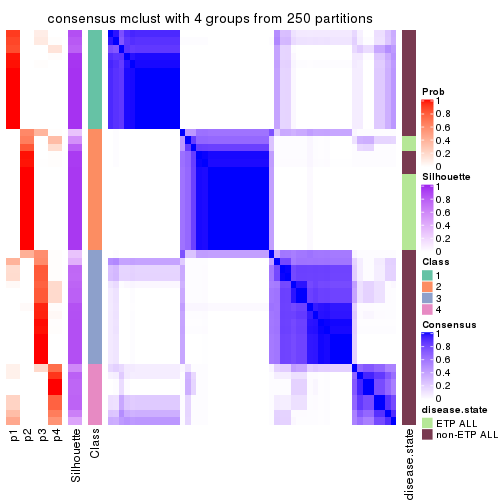 consensus mclust with 4 groups from 250 partitions
Prob
1
0.8
0.6
0.4
0.2
0
Silhouette
1
0.8
0.6
0.4
0.2
0
Class
1
2
3
4
Consensus
1
0.8
0.6
0.4
0.2
0
disease.state
ETP ALL
non-ETP ALL
p1
p2
p3
p4
Silhouette
Class
disease.state